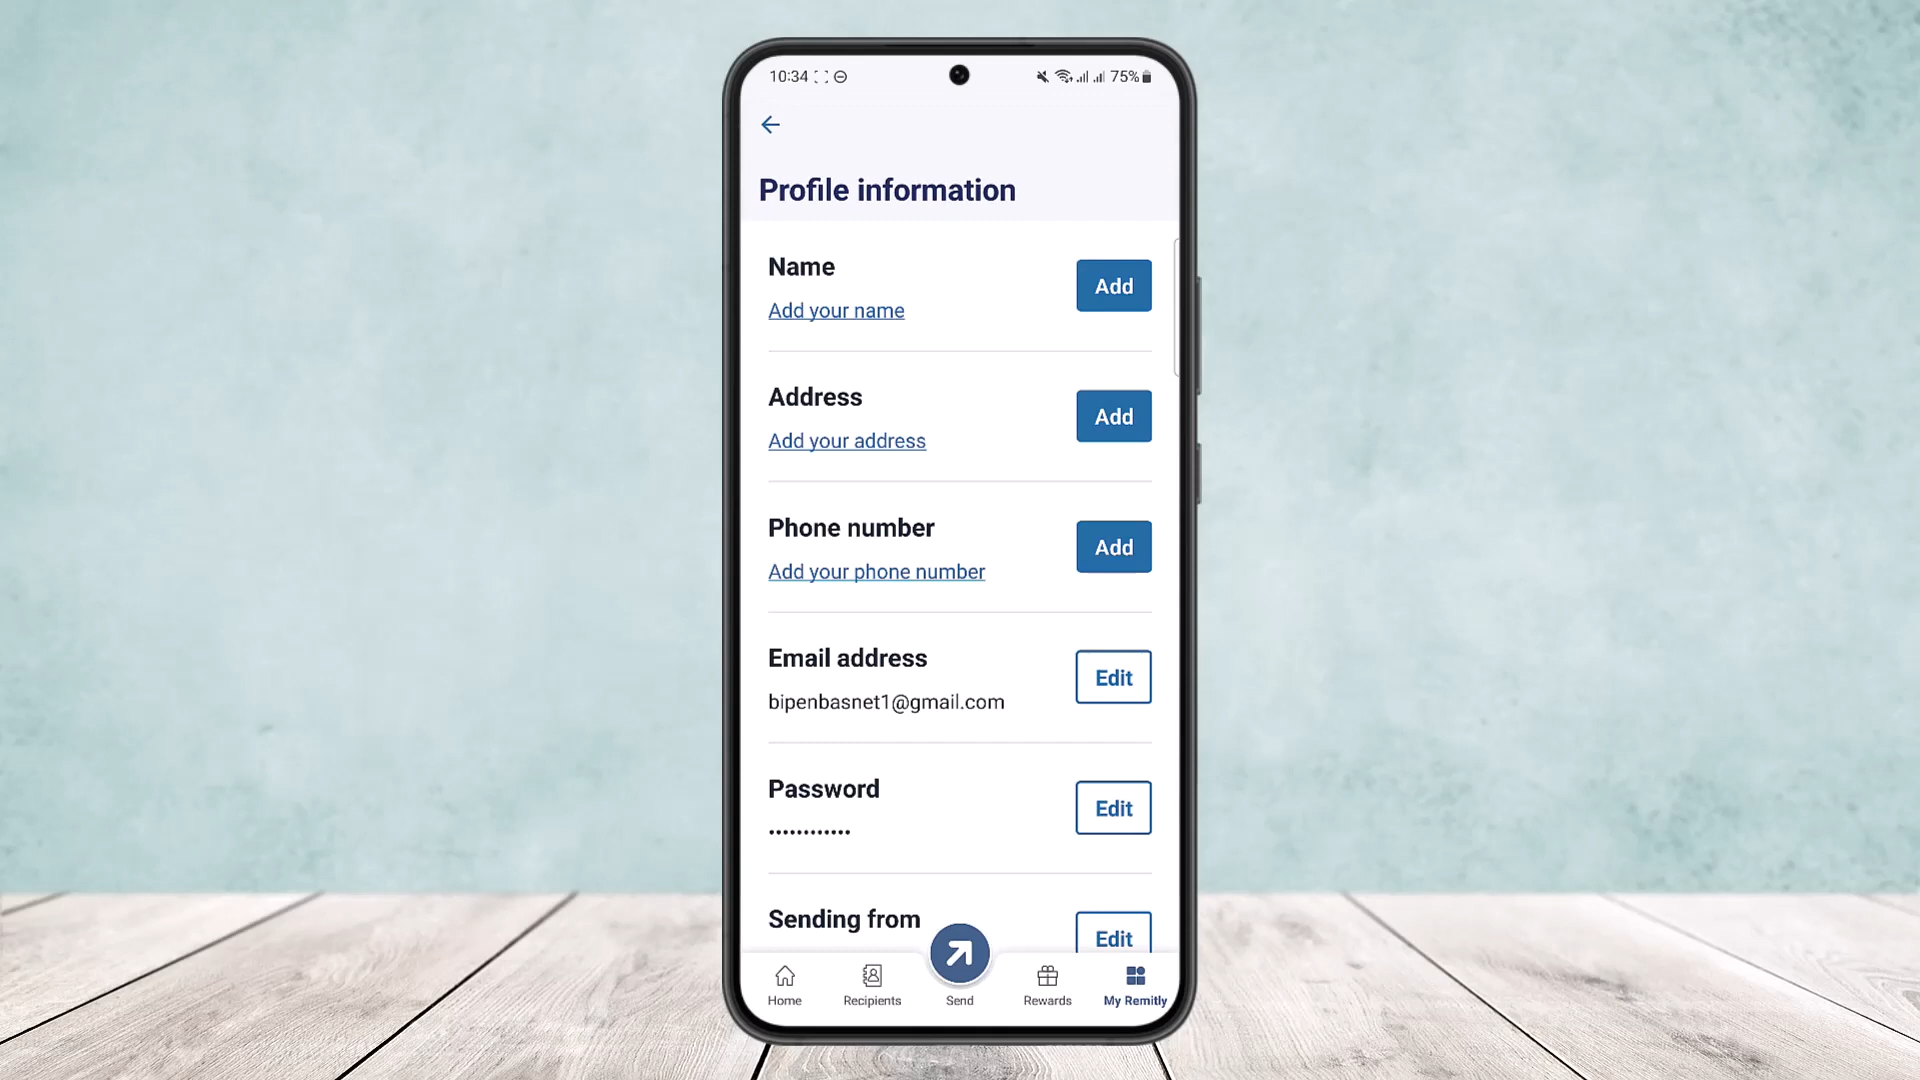 10:34 75%
Profile information
Name
Add
Add your name
Address
Add
Add your address
Phone number
Add
Add your phone number
Email address
Edit
bipenbasnet1@gmail.com
Password
Edit
••••••••••••
Sending from
Edit
Home Recipients Send Rewards My Remitly